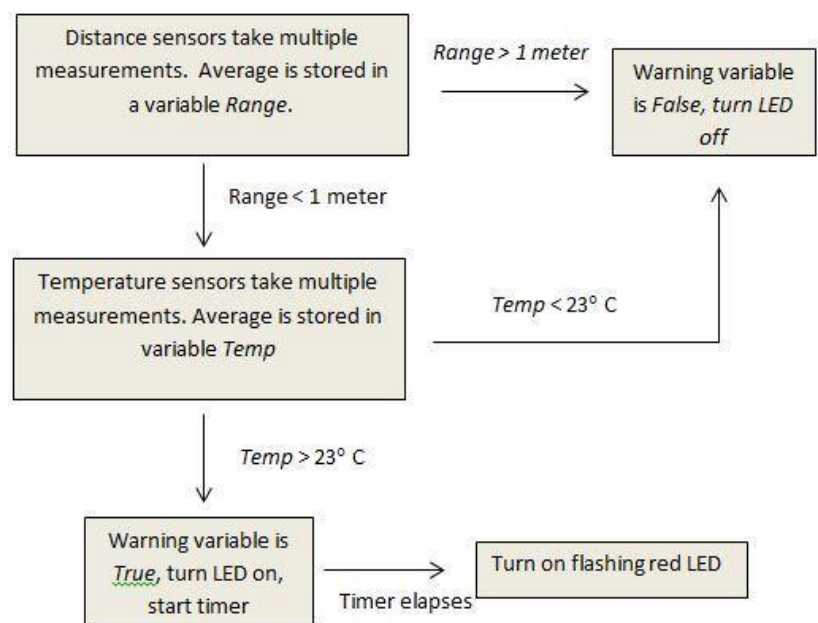 Distance sensors take multiple
measurements. Average is stored in
a variable Range.
Range > 1 meter
Warning variable
is False, turn LED
off
Range < 1 meter
Temperature sensors take multiple
measurements. Average is stored in
variable Temp
Temp < 23° C
Temp > 23° C
Warning variable is
True, turn LED on,
start timer
Timer elapses
Turn on flashing red LED